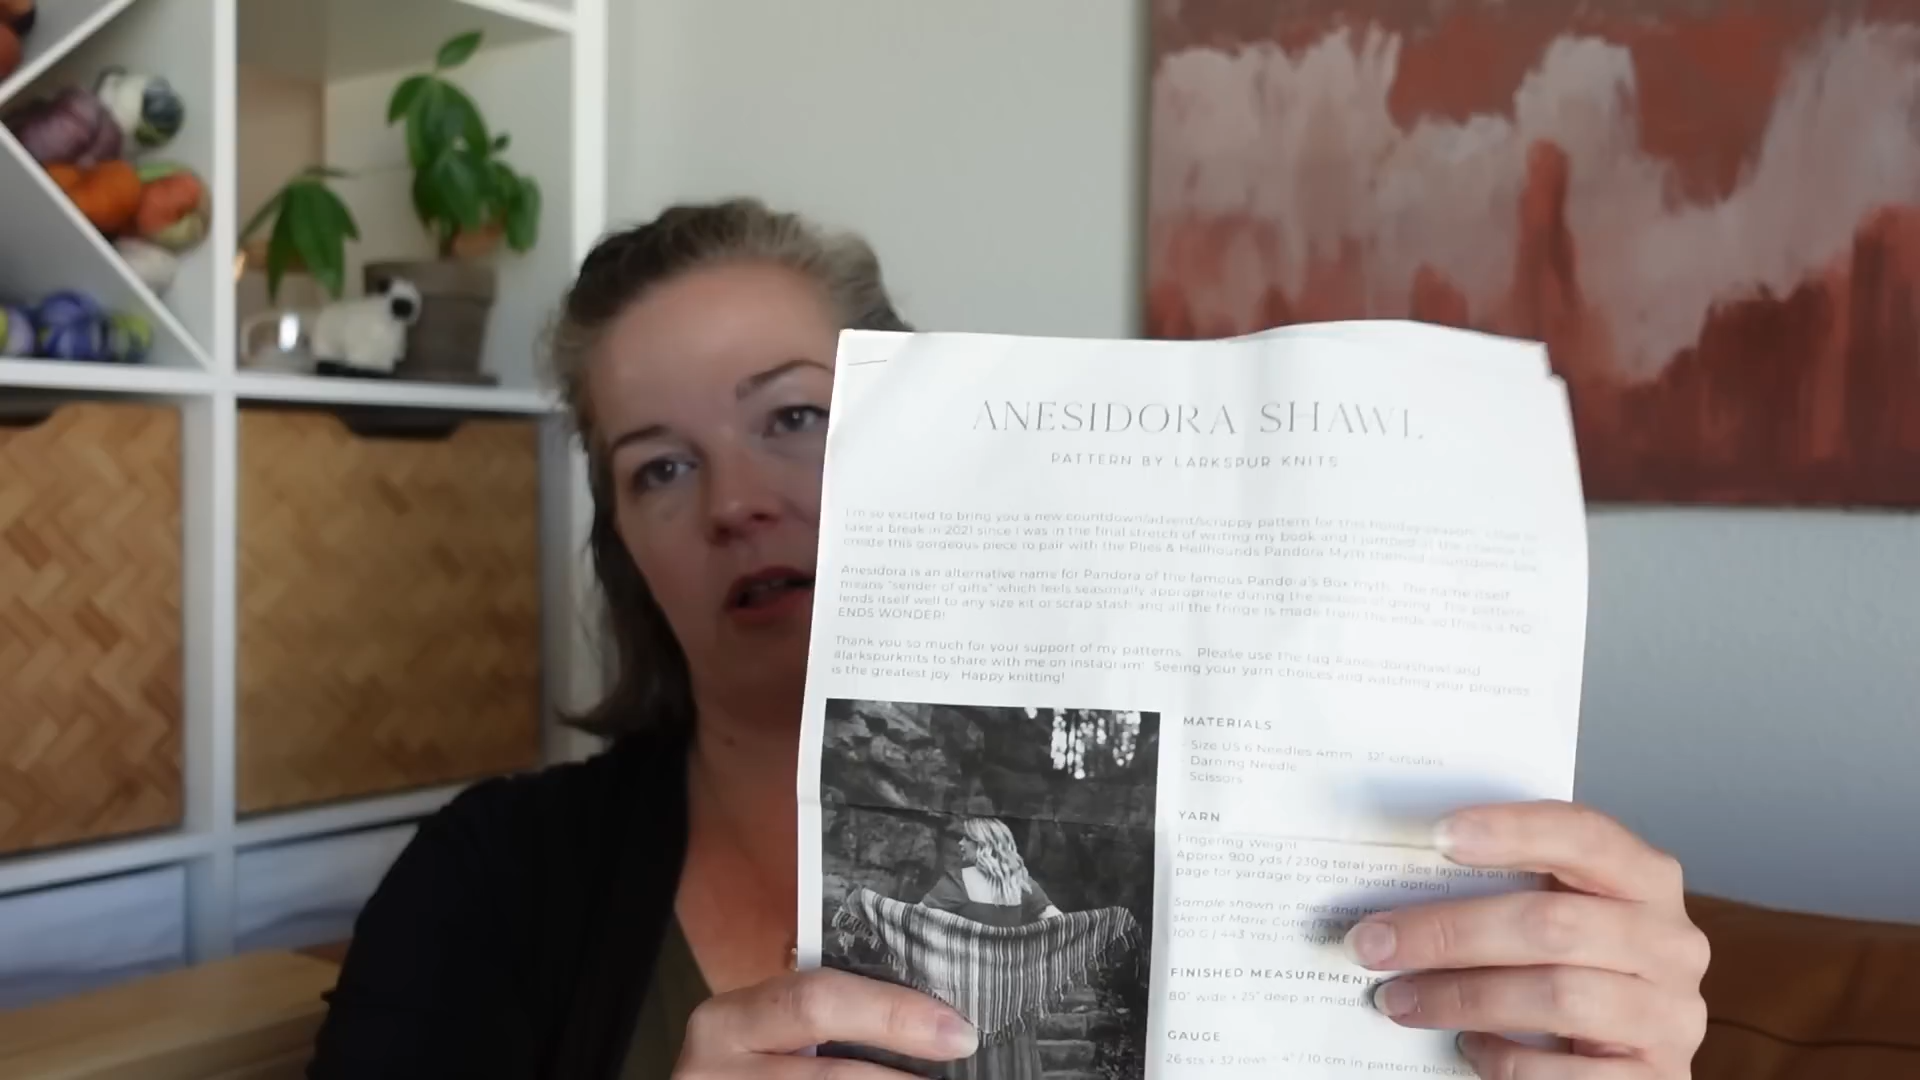 ANESIDORA SHAWL
PATTERN BY LARKSPUR KNITS
I'm so excited to bring you a new countdown/advent/scrappy pattern for this holiday season. I had to
take a break in 2021 since I was in the final stretch of writing my book and I jumped at the chance to
create this gorgeous piece to pair with the Plies & Hellhounds Pandora Myth themed countdown box
Anesidora is an alternative name for Pandora of the famous Pandora's Box myth. The name itself
means "sender of gifts" which feels seasonally appropriate during the season of giving. The pattern
lends itself well to any size kit or scrap stash and all the fringe is made from the ends, so this is a NO
ENDS WONDER!
Thank you so much for your support of my patterns. Please use the tag #anesidorashawl and
#larkspurknits to share with me on instagram! Seeing your yarn choices and watching your progress
is the greatest joy. Happy knitting!
MATERIALS
- Size US 6 Needles 4mm - 32" circulars
- Darning Needle
Scissors
YARN
Fingering Weight
Approx 900 yds / 230g total yarn (See layouts on next
page for yardage by color layout option)
Sample shown in Plies and
skein of Marie Cutie (75%
100 G | 443 Yds) in "Night
FINISHED MEASUREMENTS
80" wide x 25" deep at middle
GAUGE
26 sts x 32 rows = 4" / 10 cm in pattern blocked